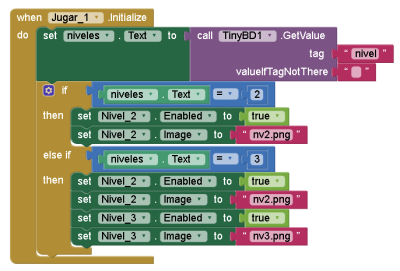 when Jugar_1 .Initialize
do set niveles . Text to call TinyBD1 .GetValue
tag " nivel "
valueIfTagNotThere " "
if niveles . Text = 2
then set Nivel_2 . Enabled to true
set Nivel_2 . Image to " nv2.png "
else if niveles . Text = 3
then set Nivel_2 . Enabled to true
set Nivel_2 . Image to " nv2.png "
set Nivel_3 . Enabled to true
set Nivel_3 . Image to " nv3.png "